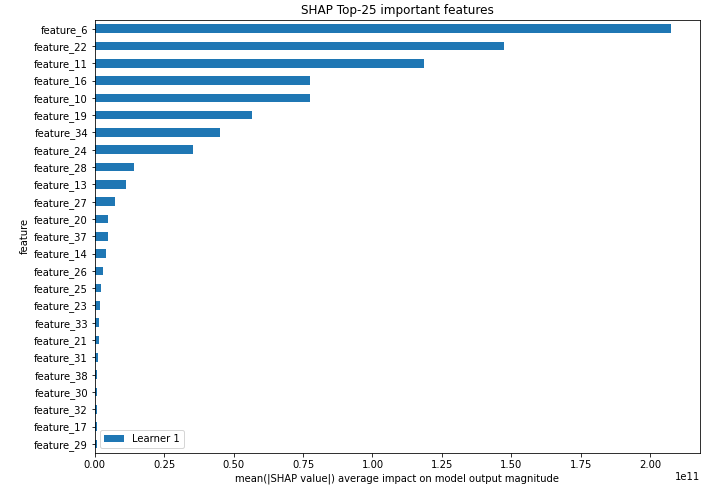 SHAP Top-25 important features
feature_6
feature_22
feature_11
feature_16
feature_10
feature_19
feature_34
feature_24
feature_28
feature_13
feature_27
feature_20
feature_37
feature_14
feature_26
feature_25
feature_23
feature_33
feature_21
feature_31
feature_38
feature_30
feature_32
feature_17
feature_29
feature
Learner 1
0.00 0.25 0.50 0.75 1.00 1.25 1.50 1.75 2.00
1e11
mean(|SHAP value|) average impact on model output magnitude